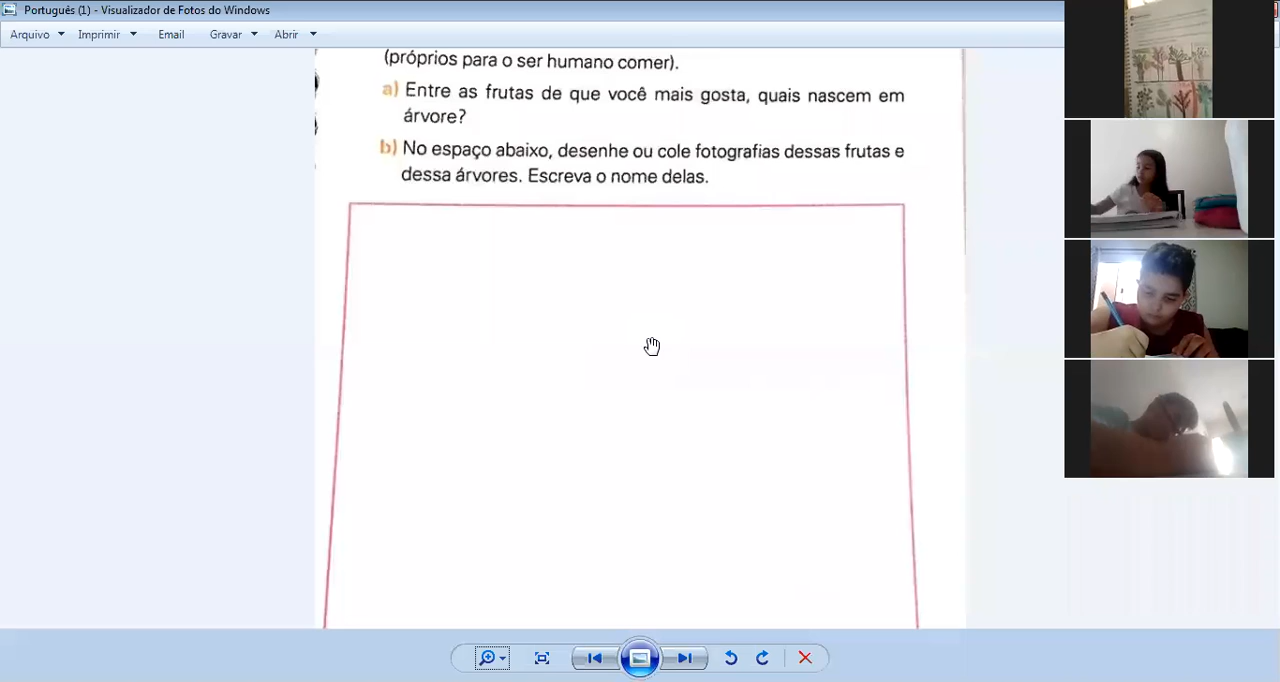 Português (1) - Visualizador de Fotos do Windows
Arquivo Imprimir Email Gravar Abrir
(próprios para o ser humano comer).
a) Entre as frutas de que você mais gosta, quais nascem em
árvore?
b) No espaço abaixo, desenhe ou cole fotografias dessas frutas e
dessa árvores. Escreva o nome delas.